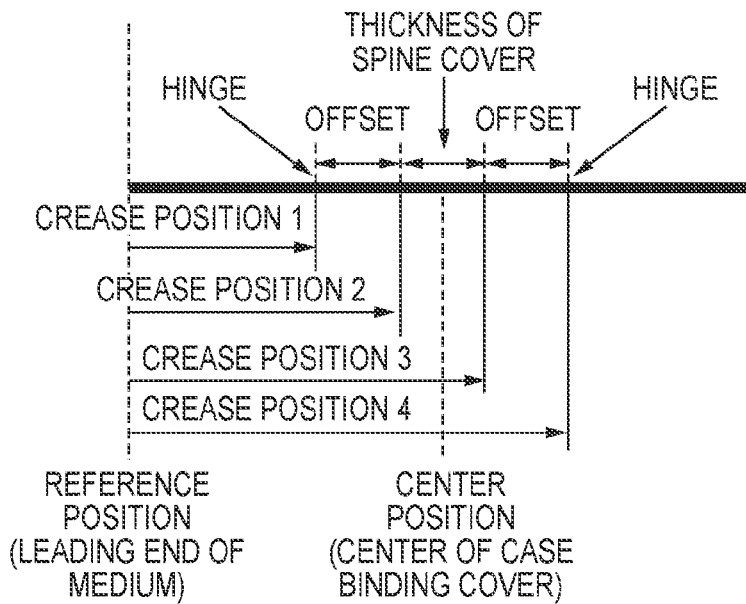 THICKNESS OF
SPINE COVER
HINGE
HINGE
OFFSET
OFFSET
CREASE POSITION 1
CREASE POSITION 2
CREASE POSITION 3
CREASE POSITION 4
REFERENCE
POSITION
(LEADING END OF
MEDIUM)
CENTER
POSITION
(CENTER OF CASE
BINDING COVER)